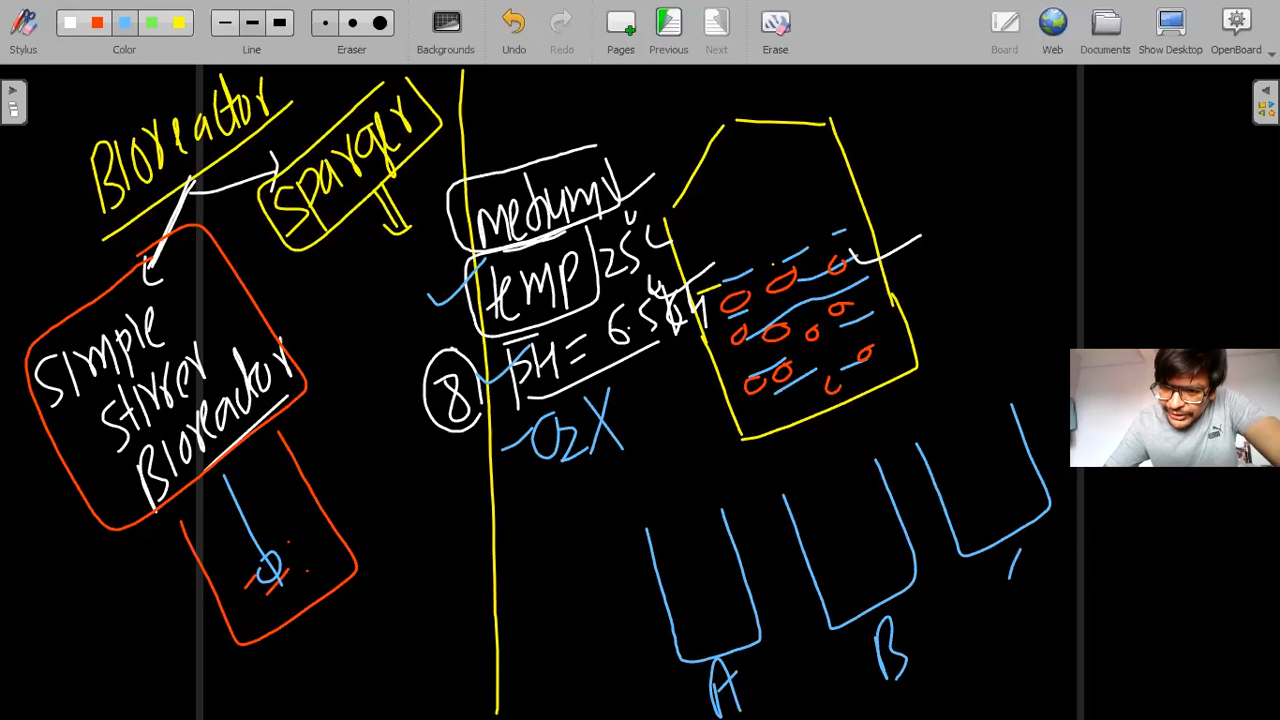 Stylus
Color
Line
Eraser
Backgrounds
Undo
Redo
Pages
Previous
Next
Erase
Board
Web
Documents
Show Desktop
OpenBoard
Bioreactor
Sparger
Simple
Stirrer
Bioreactor
medium
temp 25°C
pH = 6.5
8
O2 X
A
B